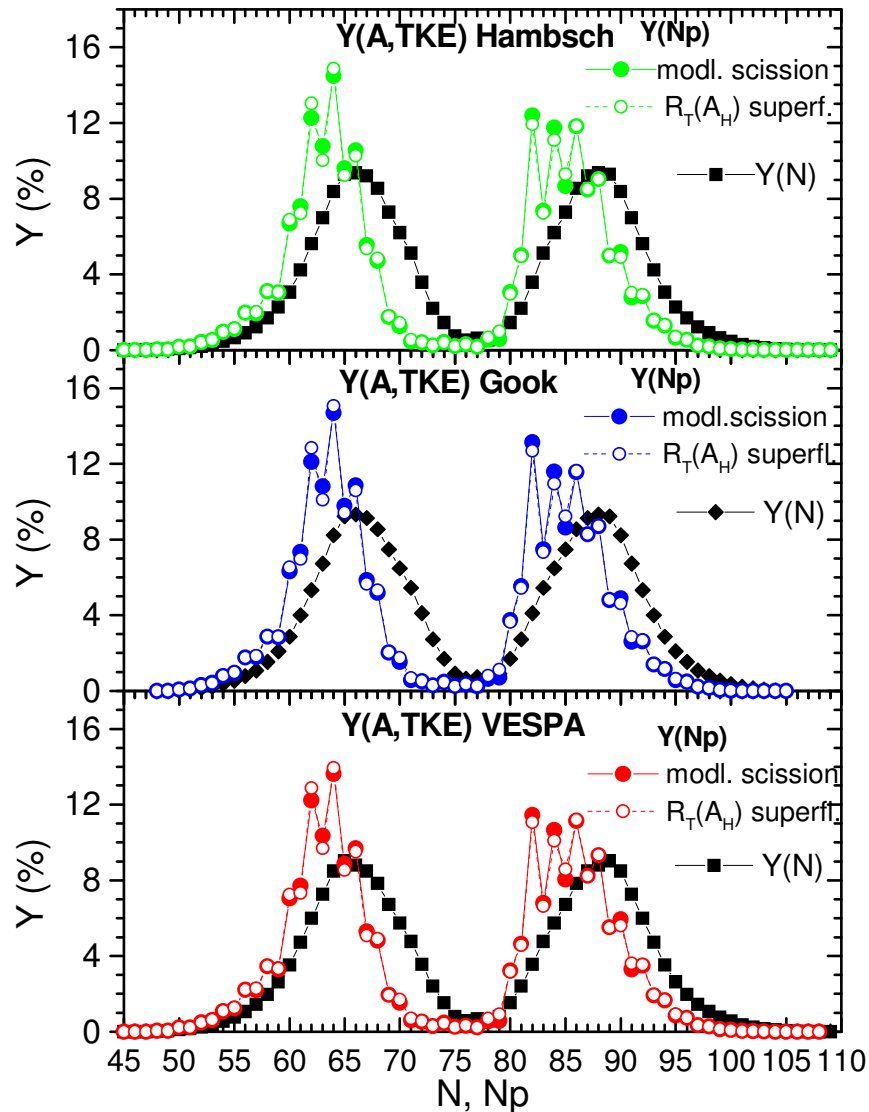 Y(A,TKE) Hambsch
Y(Np)
modl. scission
R_T(A_H) superf.
Y(N)
Y (%)
16
12
8
4
0
Y(A,TKE) Gook
Y(Np)
modl.scission
R_T(A_H) superfl.
Y(N)
Y (%)
16
12
8
4
0
Y(A,TKE) VESPA
Y(Np)
modl. scission
R_T(A_H) superfl.
Y(N)
Y (%)
16
12
8
4
0
45 50 55 60 65 70 75 80 85 90 95 100 105 110
N, Np